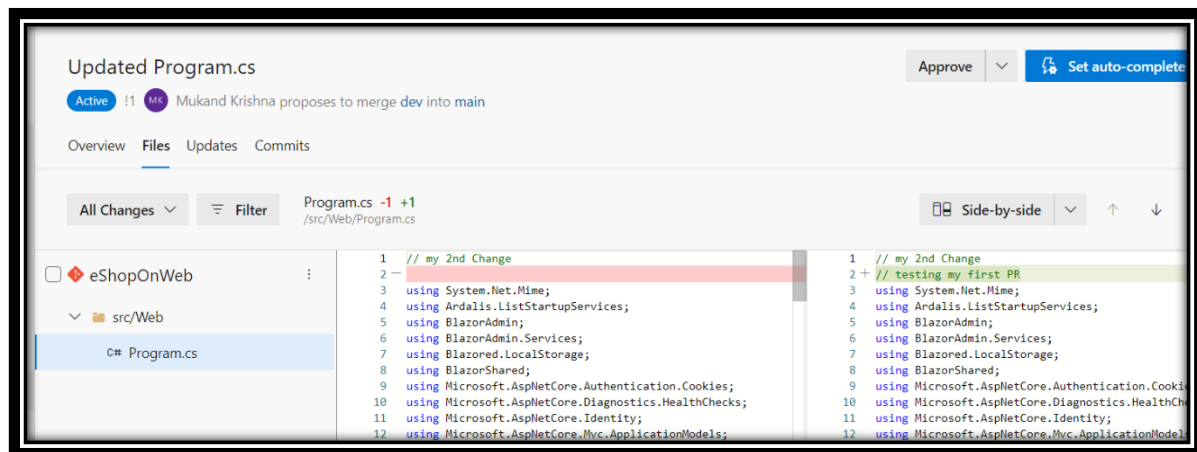 Updated Program.cs
Approve
Set auto-complete
Active !1 MK Mukand Krishna proposes to merge dev into main
Overview Files Updates Commits
All Changes Filter
Program.cs -1 +1
/src/Web/Program.cs
Side-by-side
eShopOnWeb
src/Web
C# Program.cs
1 // my 2nd Change
2 —
3 using System.Net.Mime;
4 using Ardalis.ListStartupServices;
5 using BlazorAdmin;
6 using BlazorAdmin.Services;
7 using Blazored.LocalStorage;
8 using BlazorShared;
9 using Microsoft.AspNetCore.Authentication.Cookies;
10 using Microsoft.AspNetCore.Diagnostics.HealthChecks;
11 using Microsoft.AspNetCore.Identity;
12 using Microsoft.AspNetCore.Mvc.ApplicationModels;
1 // my 2nd Change
2 + // testing my first PR
3 using System.Net.Mime;
4 using Ardalis.ListStartupServices;
5 using BlazorAdmin;
6 using BlazorAdmin.Services;
7 using Blazored.LocalStorage;
8 using BlazorShared;
9 using Microsoft.AspNetCore.Authentication.Cooki
10 using Microsoft.AspNetCore.Diagnostics.HealthCh
11 using Microsoft.AspNetCore.Identity;
12 using Microsoft.AspNetCore.Mvc.ApplicationModel